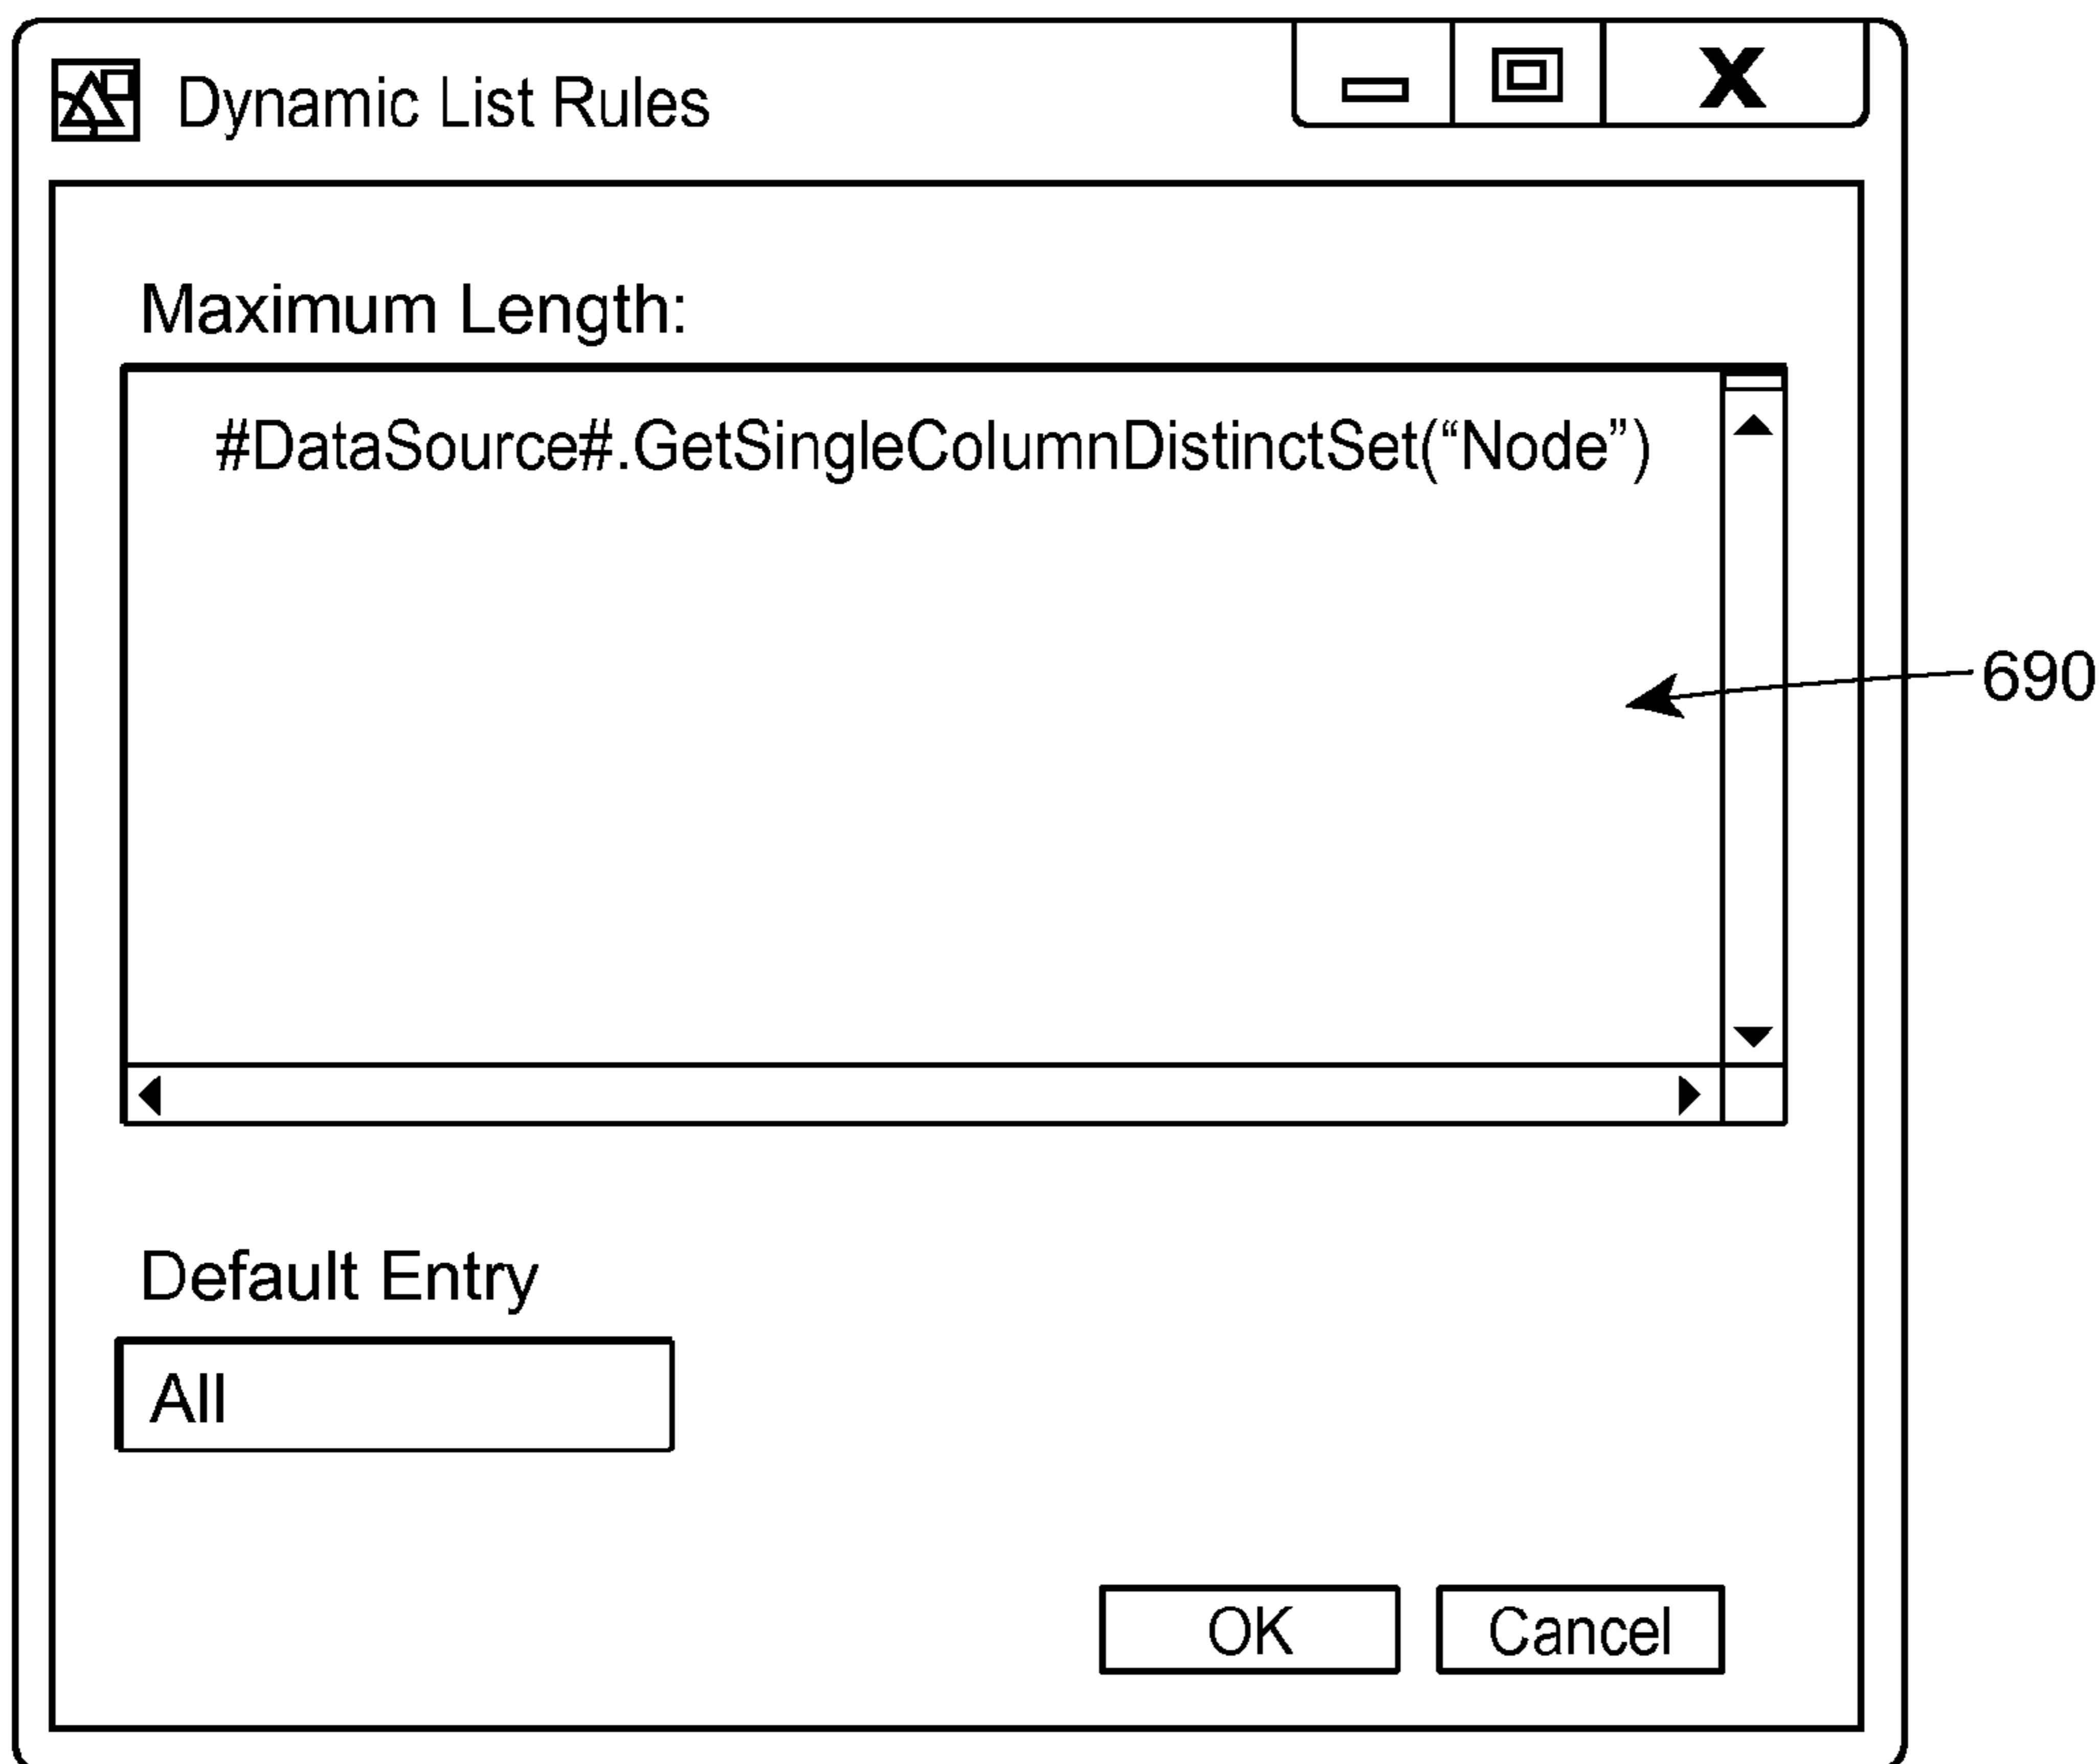 Dynamic List Rules
X
Maximum Length:
#DataSource#.GetSingleColumnDistinctSet(“Node”)
690
Default Entry
All
OK Cancel